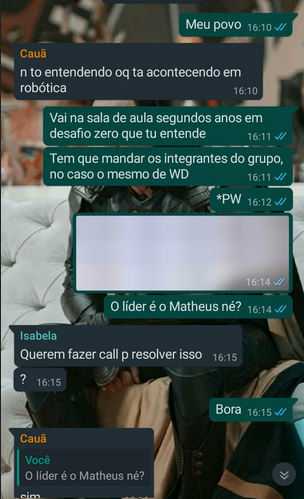 Meu povo 16:10
Cauã
n to entendendo oq ta acontecendo em
robótica
16:10
Vai na sala de aula segundos anos em
desafio zero que tu entende
16:11
Tem que mandar os integrantes do grupo,
no caso o mesmo de WD
16:11
*PW 16:12
16:14
O líder é o Matheus né? 16:14
Isabela
Querem fazer call p resolver isso 16:15
? 16:15
Bora 16:15
Cauã
Você
O líder é o Matheus né?
sim